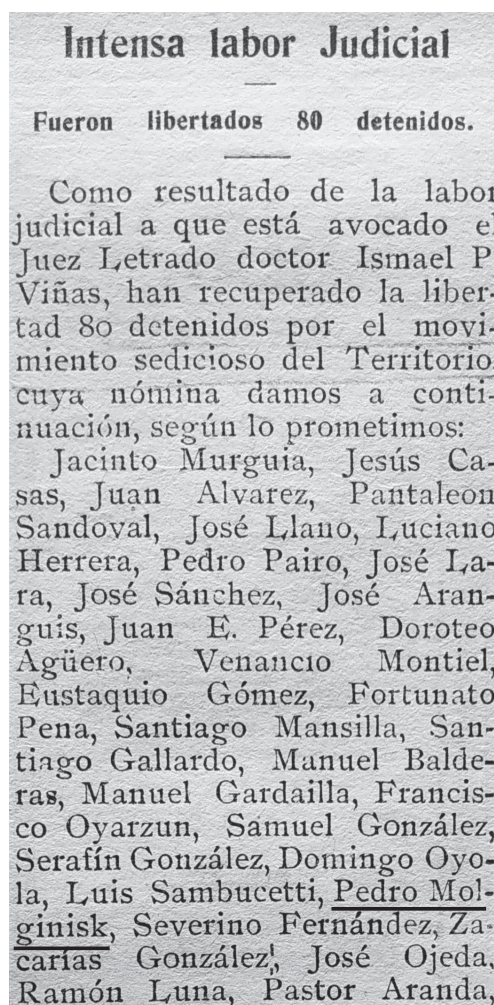 Intensa labor Judicial
Fueron libertados 80 detenidos.
Como resultado de la labor
judicial a que está avocado e
Juez Letrado doctor Ismael P
Viñas, han recuperado la liber-
tad 80 detenidos por el movi-
miento sedicioso del Territorio
cuya nómina damos a conti-
nuación, según lo prometimos:
Jacinto Murguia, Jesús Ca-
sas, Juan Alvarez, Pantaleon
Sandoval, José Llano, Luciano
Herrera, Pedro Pairo, José La-
ra, José Sánchez, José Aran-
guis, Juan E. Pérez, Doroteo
Agüero, Venancio Montiel,
Eustaquio Gómez, Fortunato
Pena, Santiago Mansilla, San-
tiago Gallardo, Manuel Balde-
ras, Manuel Gardailla, Francis-
co Oyarzun, Samuel González,
Serafín González, Domingo Oyo-
la, Luis Sambucetti, Pedro Mol-
ginisk, Severino Fernández, Za-
carías González, José Ojeda,
Ramón Luna, Pastor Aranda,